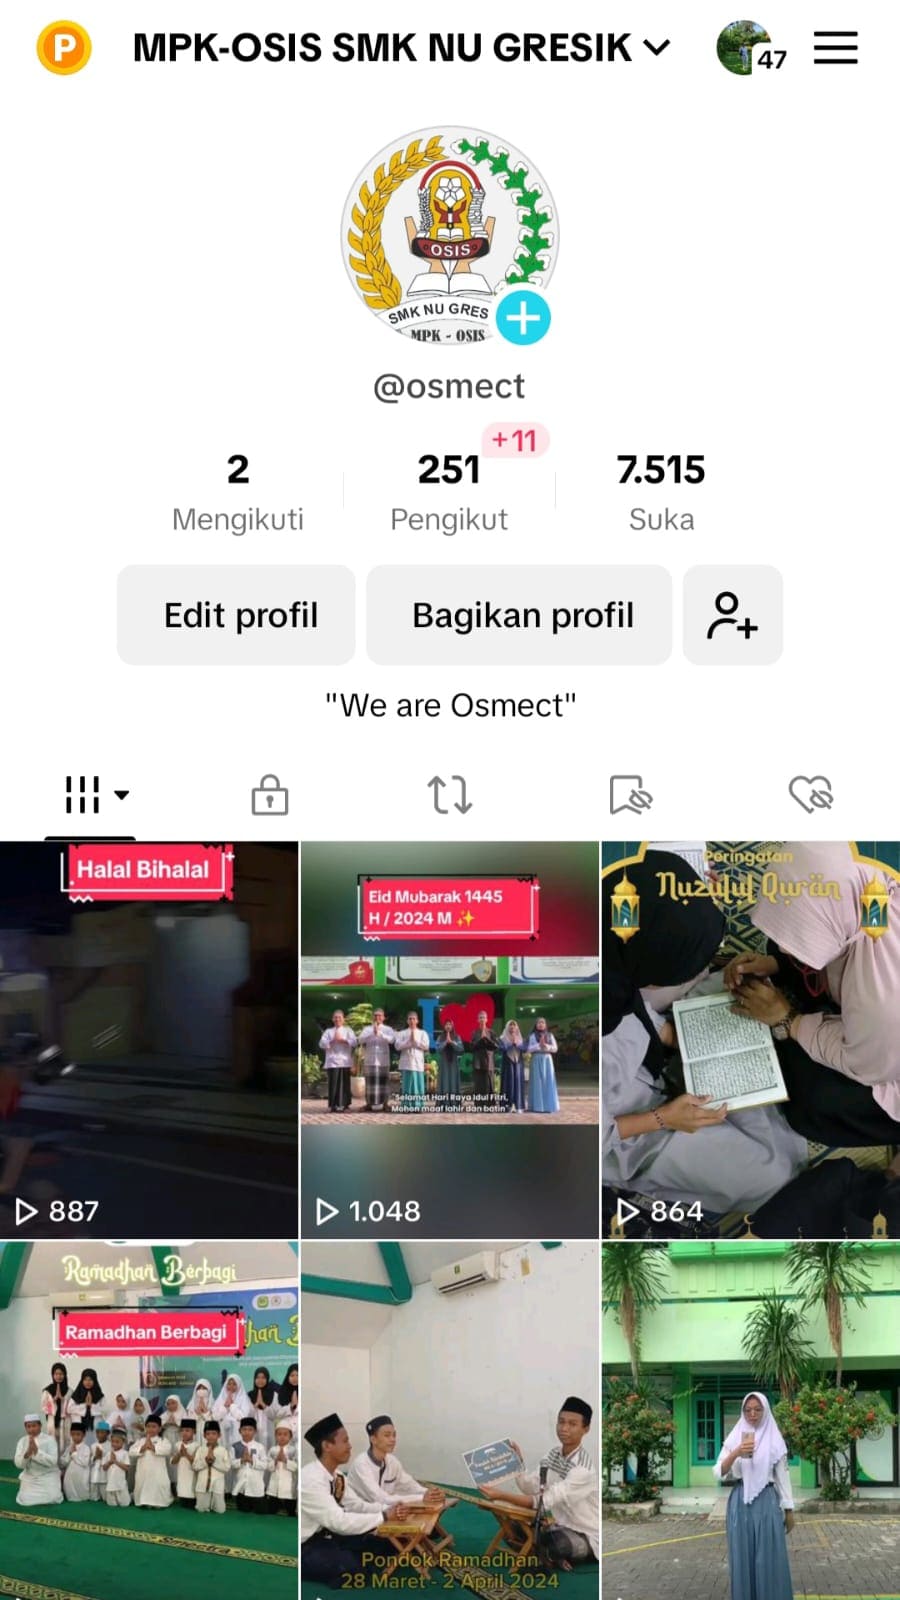 P
MPK-OSIS SMK NU GRESIK
47
OSIS
SMK NU GRES
MPK - OSIS
@osmect
+11
2
251
7.515
Mengikuti
Pengikut
Suka
Edit profil
Bagikan profil
"We are Osmect"
Halal Bihalal
887
Eid Mubarak 1445
H / 2024 M ✨
I
"Selamat Hari Raya Idul Fitri,
Mohon maaf lahir dan batin"
1.048
Peringatan
Nuzulul Qur'an
864
Ramadhan Berbagi
Ramadhan Berbagi
Pondok Ramadhan
28 Maret - 2 April 2024